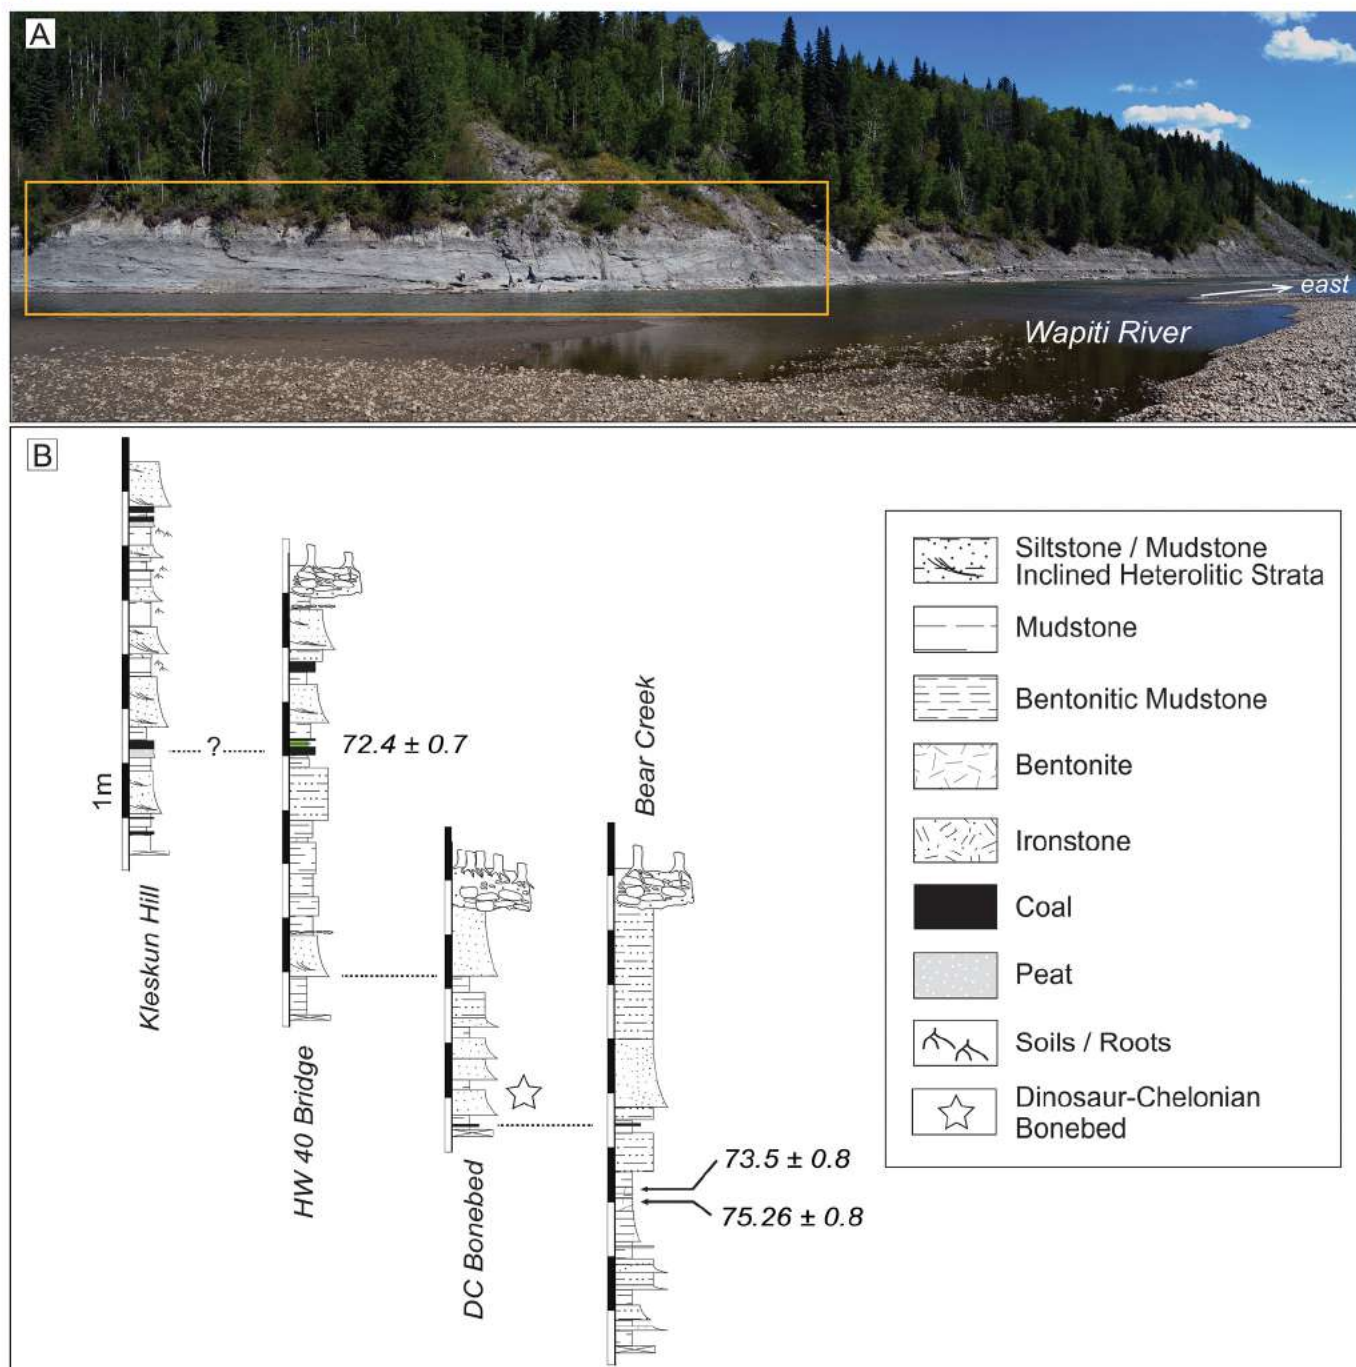 A
east
Wapiti River
B
Kleskun Hill
1m
?
72.4 ± 0.7
HW 40 Bridge
DC Bonebed
Bear Creek
73.5 ± 0.8
75.26 ± 0.8
Siltstone / Mudstone
Inclined Heterolitic Strata
Mudstone
Bentonitic Mudstone
Bentonite
Ironstone
Coal
Peat
Soils / Roots
Dinosaur-Chelonian
Bonebed